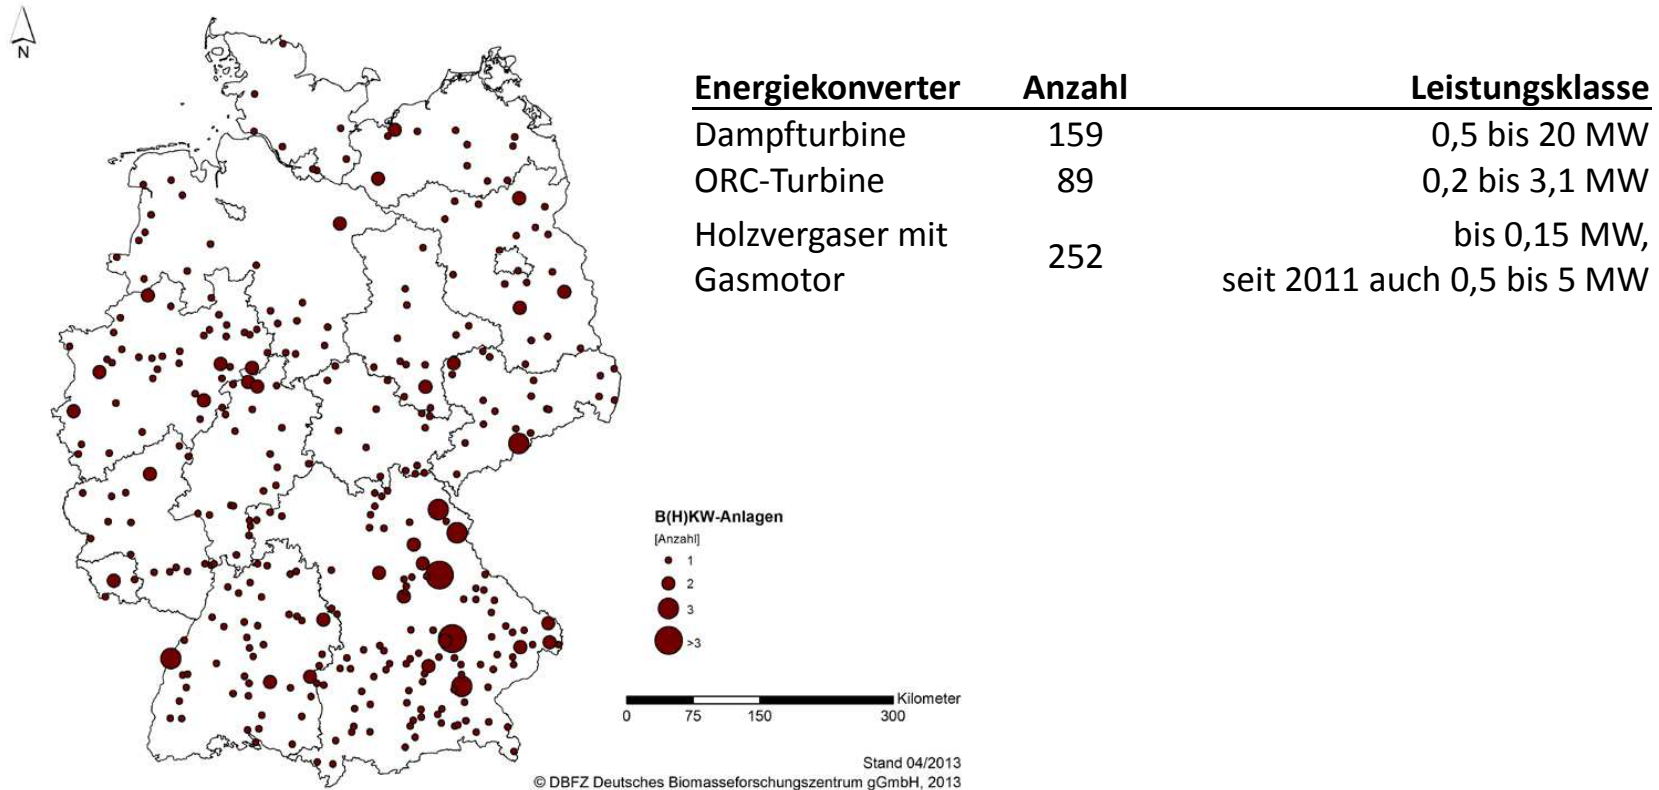 N
Energiekonverter Anzahl Leistungsklasse
Dampfturbine 159 0,5 bis 20 MW
ORC-Turbine 89 0,2 bis 3,1 MW
Holzvergaser mit Gasmotor 252 bis 0,15 MW,
seit 2011 auch 0,5 bis 5 MW
B(H)KW-Anlagen
[Anzahl]
1
2
3
>3
Kilometer
0 75 150 300
Stand 04/2013
© DBFZ Deutsches Biomasseforschungszentrum gGmbH, 2013